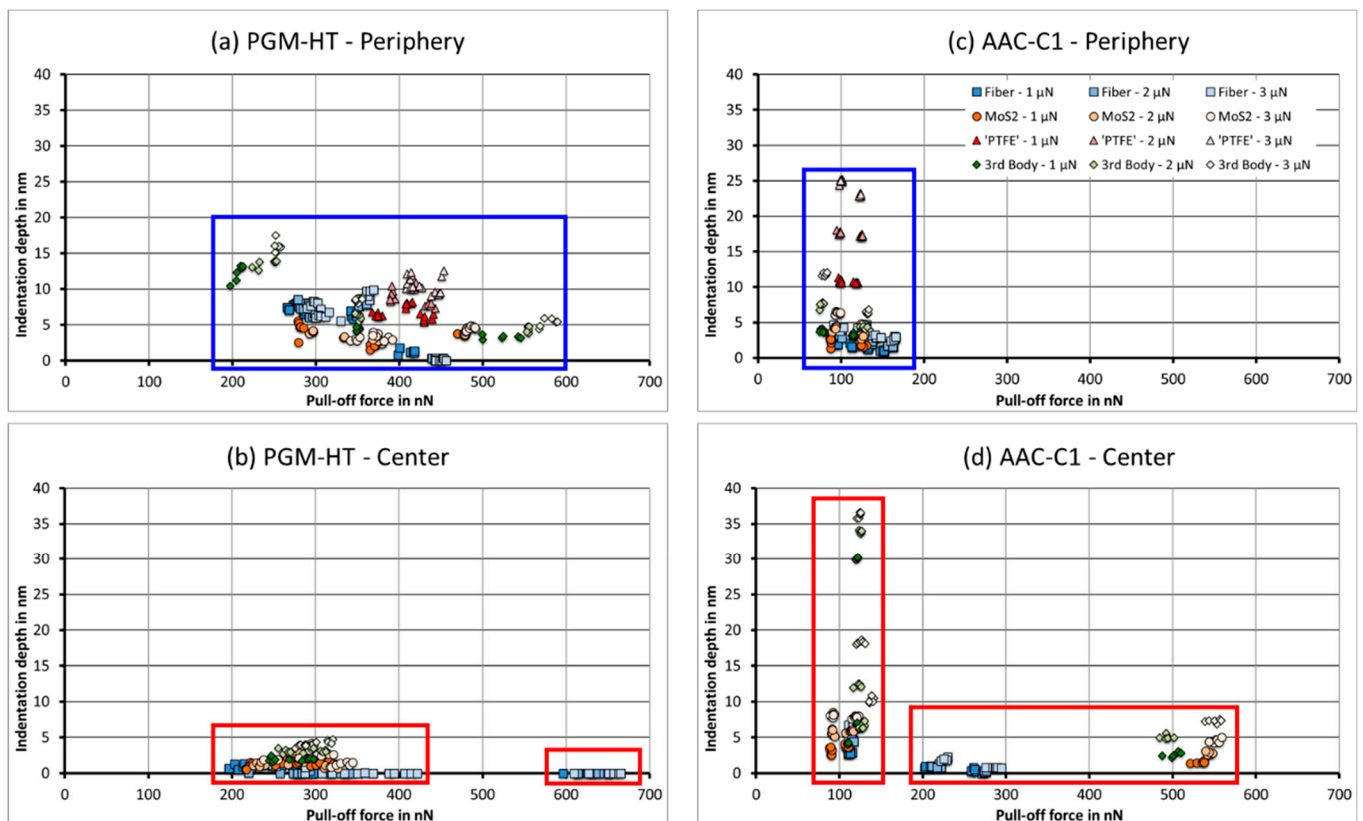 (a) PGM-HT - Periphery
40
35
30
25
20
15
10
5
0
Indentation depth in nm
0 100 200 300 400 500 600 700
Pull-off force in nN
(c) AAC-C1 - Periphery
Fiber - 1 µN Fiber - 2 µN Fiber - 3 µN
MoS2 - 1 µN MoS2 - 2 µN MoS2 - 3 µN
'PTFE' - 1 µN 'PTFE' - 2 µN 'PTFE' - 3 µN
3rd Body - 1 µN 3rd Body - 2 µN 3rd Body - 3 µN
40
35
30
25
20
15
10
5
0
Indentation depth in nm
0 100 200 300 400 500 600 700
Pull-off force in nN
(b) PGM-HT - Center
40
35
30
25
20
15
10
5
0
Indentation depth in nm
0 100 200 300 400 500 600 700
Pull-off force in nN
(d) AAC-C1 - Center
40
35
30
25
20
15
10
5
0
Indentation depth in nm
0 100 200 300 400 500 600 700
Pull-off force in nN